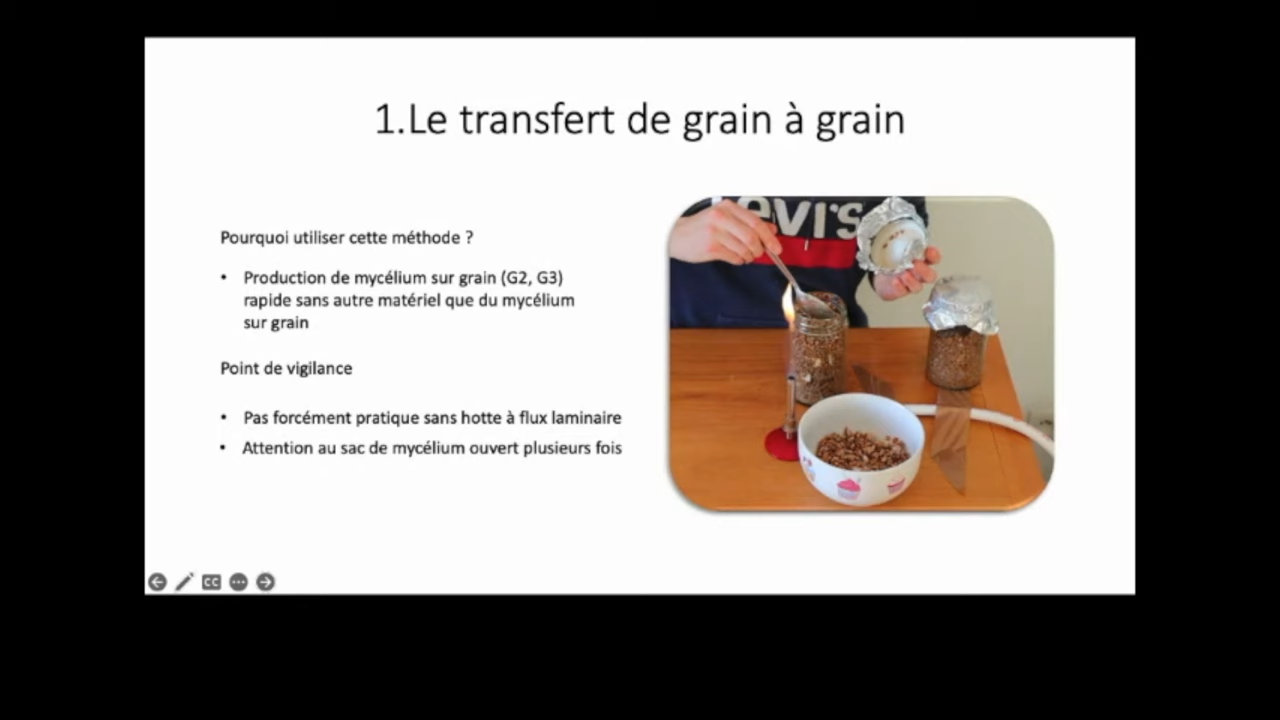 1.Le transfert de grain à grain
Pourquoi utiliser cette méthode ?
• Production de mycélium sur grain (G2, G3)
rapide sans autre matériel que du mycélium
sur grain
Point de vigilance
• Pas forcément pratique sans hotte à flux laminaire
• Attention au sac de mycélium ouvert plusieurs fois
Levi's
CC